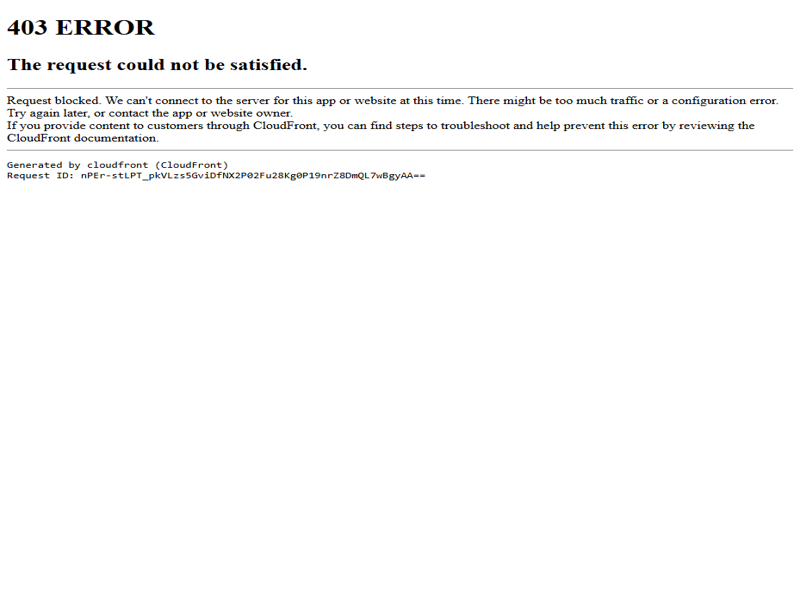 403 ERROR
The request could not be satisfied.
Request blocked. We can't connect to the server for this app or website at this time. There might be too much traffic or a configuration error.
Try again later, or contact the app or website owner.
If you provide content to customers through CloudFront, you can find steps to troubleshoot and help prevent this error by reviewing the
CloudFront documentation.
Generated by cloudfront (CloudFront)
Request ID: nPEr-stLPT_pkVLzs5GviDfNX2P02Fu28Kg0P19nrZ8DmQL7wBgyAA==